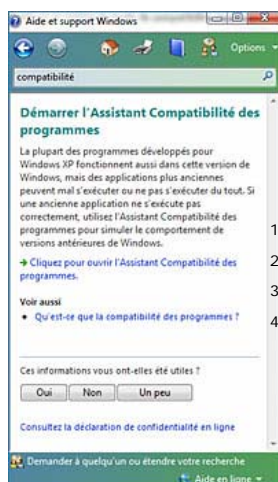 Aide et support Windows
Options
compatibilité
Démarrer l'Assistant Compatibilité des
programmes
La plupart des programmes développés pour
Windows XP fonctionnent aussi dans cette version de
Windows, mais des applications plus anciennes
peuvent mal s'exécuter ou ne pas s'exécuter du tout. Si
une ancienne application ne s'exécute pas
correctement, utilisez l'Assistant Compatibilité des
programmes pour simuler le comportement de
versions antérieures de Windows.
Cliquez pour ouvrir l'Assistant Compatibilité des
programmes.
Voir aussi
• Qu'est-ce que la compatibilité des programmes ?
Ces informations vous ont-elles été utiles ?
Oui Non Un peu
Consultez la déclaration de confidentialité en ligne
Demander à quelqu'un ou étendre votre recherche
Aide en ligne
1
2
3
4